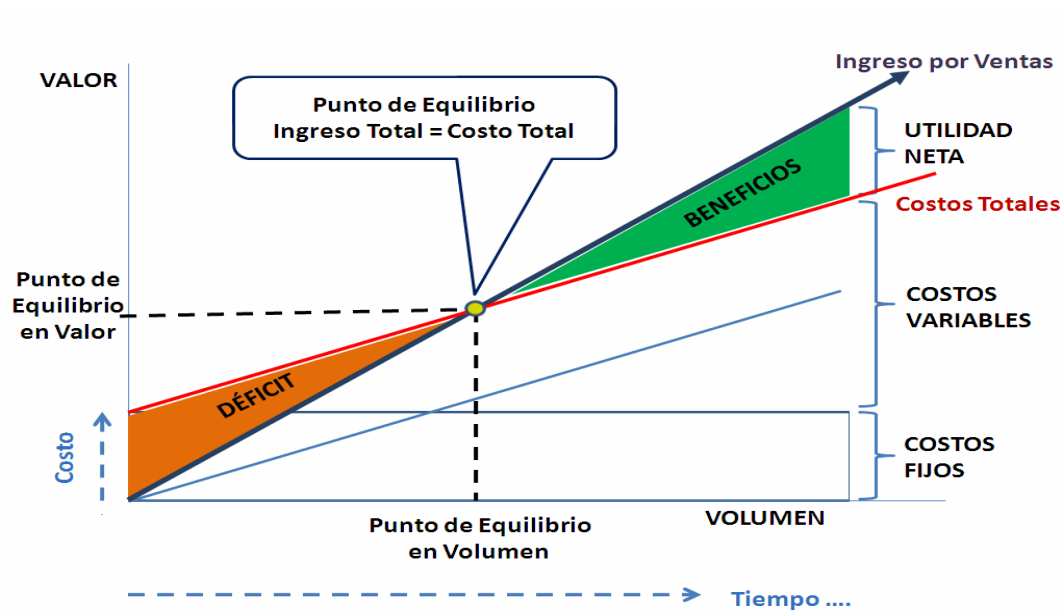 Ingreso por Ventas
VALOR
Punto de Equilibrio
Ingreso Total = Costo Total
UTILIDAD
NETA
BENEFICIOS
Costos Totales
Punto de
Equilibrio
en Valor
COSTOS
VARIABLES
DÉFICIT
Costo
COSTOS
FIJOS
Punto de Equilibrio
en Volumen
VOLUMEN
Tiempo ....